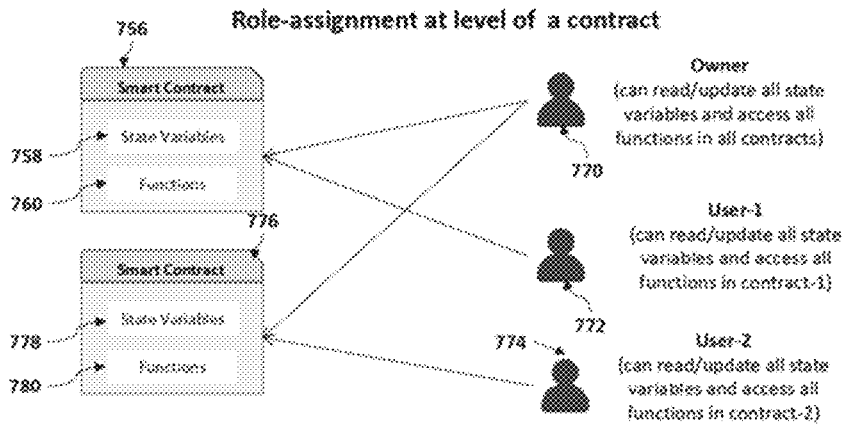 Role-assignment at level of a contract
756
Smart Contract
State Variables
758
Functions
760
776
Smart Contract
State Variables
778
Functions
780
Owner
(can read/update all state
variables and access all
functions in all contracts)
770
User-1
(can read/update all state
variables and access all
functions in contract-1)
772
774
User-2
(can read/update all state
variables and access all
functions in contract-2)